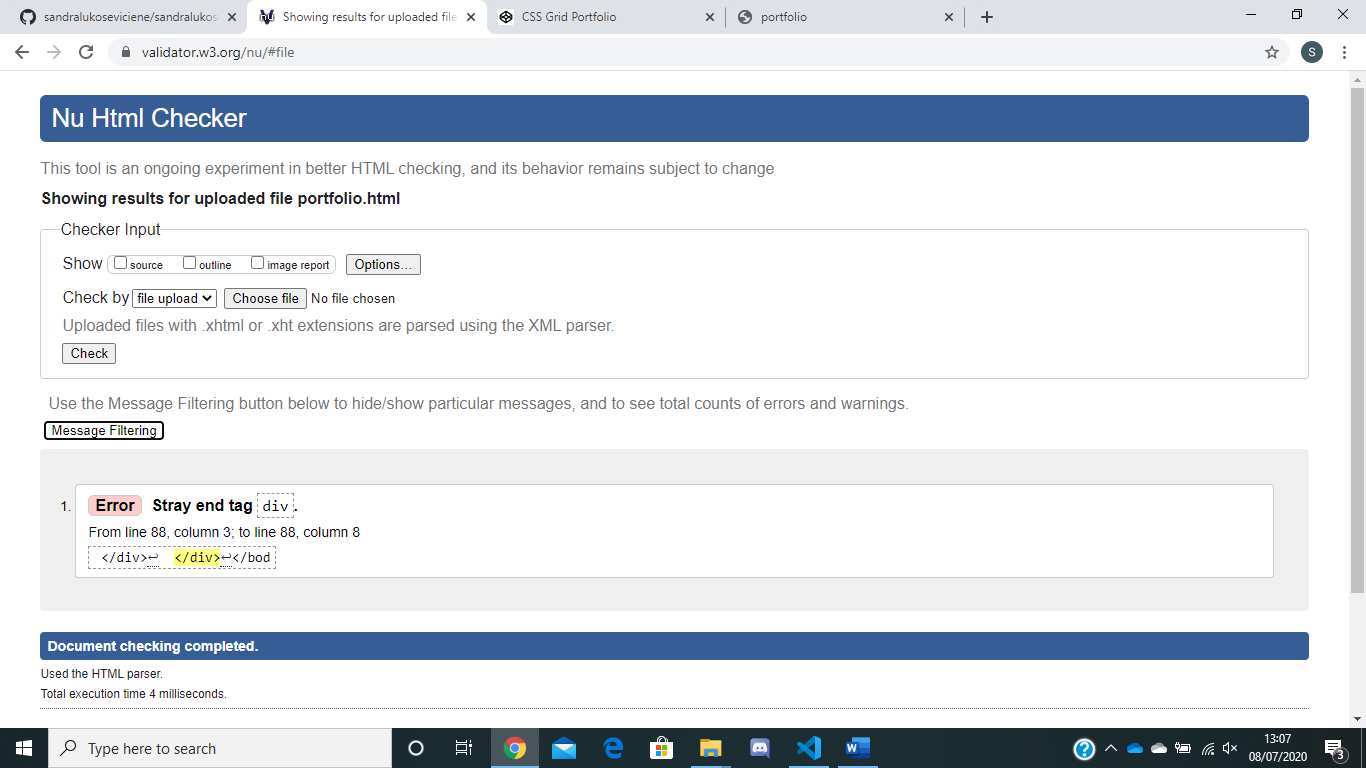 sandralukoseviciene/sandralukos
Showing results for uploaded file
CSS Grid Portfolio
portfolio
validator.w3.org/nu/#file
S
Nu Html Checker
This tool is an ongoing experiment in better HTML checking, and its behavior remains subject to change
Showing results for uploaded file portfolio.html
Checker Input
Show source outline image report Options...
Check by file upload Choose file No file chosen
Uploaded files with .xhtml or .xht extensions are parsed using the XML parser.
Check
Use the Message Filtering button below to hide/show particular messages, and to see total counts of errors and warnings.
Message Filtering
1. Error Stray end tag div.
From line 88, column 3; to line 88, column 8
</div>↩ </div>↩</bod
Document checking completed.
Used the HTML parser.
Total execution time 4 milliseconds.
Type here to search
13:07
08/07/2020
3